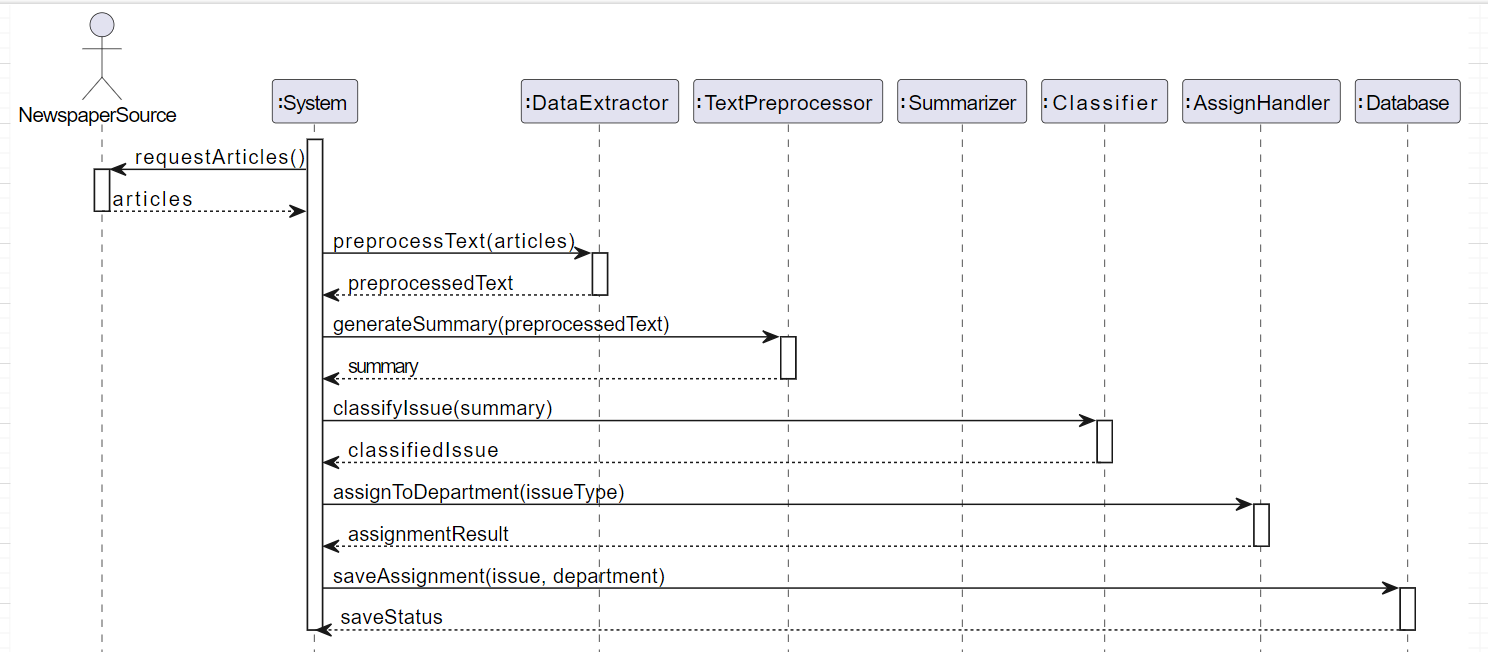 NewspaperSource
:System
:DataExtractor
:TextPreprocessor
:Summarizer
:Classifier
:AssignHandler
:Database
requestArticles()
articles
preprocessText(articles)
preprocessedText
generateSummary(preprocessedText)
summary
classifyIssue(summary)
classifiedIssue
assignToDepartment(issueType)
assignmentResult
saveAssignment(issue, department)
saveStatus